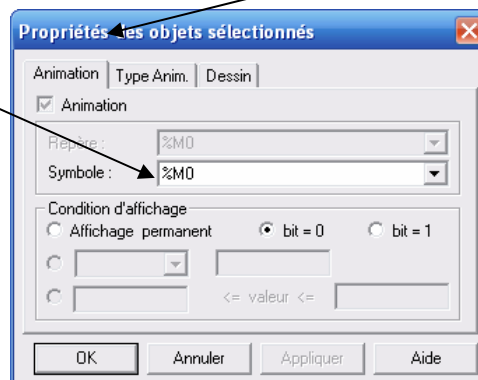 Propriétés des objets sélectionnés
Animation Type Anim. Dessin
Animation
Repère : %M0
Symbole : %M0
Condition d'affichage
Affichage permanent bit = 0 bit = 1
<= valeur <=
OK Annuler Appliquer Aide